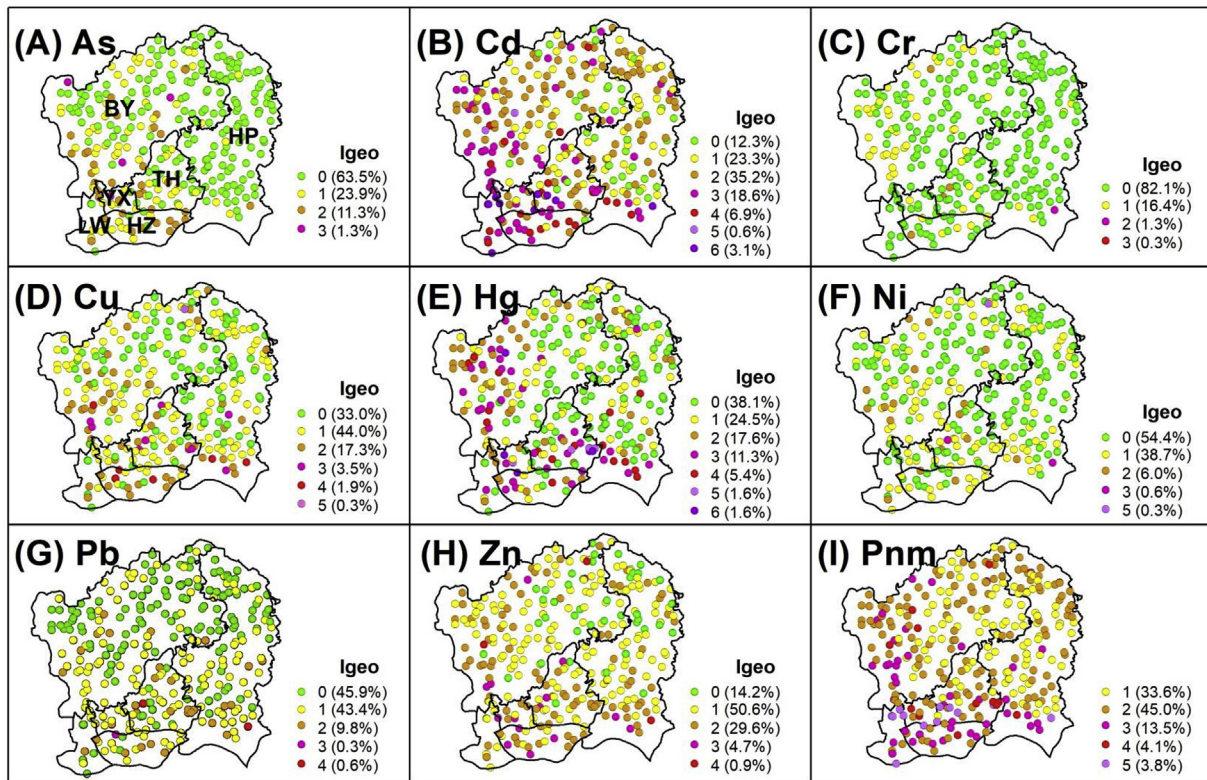 (A) As
BY
HP
TH
YX
LW
HZ
Igeo
0 (63.5%)
1 (23.9%)
2 (11.3%)
3 (1.3%)
(B) Cd
Igeo
0 (12.3%)
1 (23.3%)
2 (35.2%)
3 (18.6%)
4 (6.9%)
5 (0.6%)
6 (3.1%)
(C) Cr
Igeo
0 (82.1%)
1 (16.4%)
2 (1.3%)
3 (0.3%)
(D) Cu
Igeo
0 (33.0%)
1 (44.0%)
2 (17.3%)
3 (3.5%)
4 (1.9%)
5 (0.3%)
(E) Hg
Igeo
0 (38.1%)
1 (24.5%)
2 (17.6%)
3 (11.3%)
4 (5.4%)
5 (1.6%)
6 (1.6%)
(F) Ni
Igeo
0 (54.4%)
1 (38.7%)
2 (6.0%)
3 (0.6%)
5 (0.3%)
(G) Pb
Igeo
0 (45.9%)
1 (43.4%)
2 (9.8%)
3 (0.3%)
4 (0.6%)
(H) Zn
Igeo
0 (14.2%)
1 (50.6%)
2 (29.6%)
3 (4.7%)
4 (0.9%)
(I) Pnm
1 (33.6%)
2 (45.0%)
3 (13.5%)
4 (4.1%)
5 (3.8%)